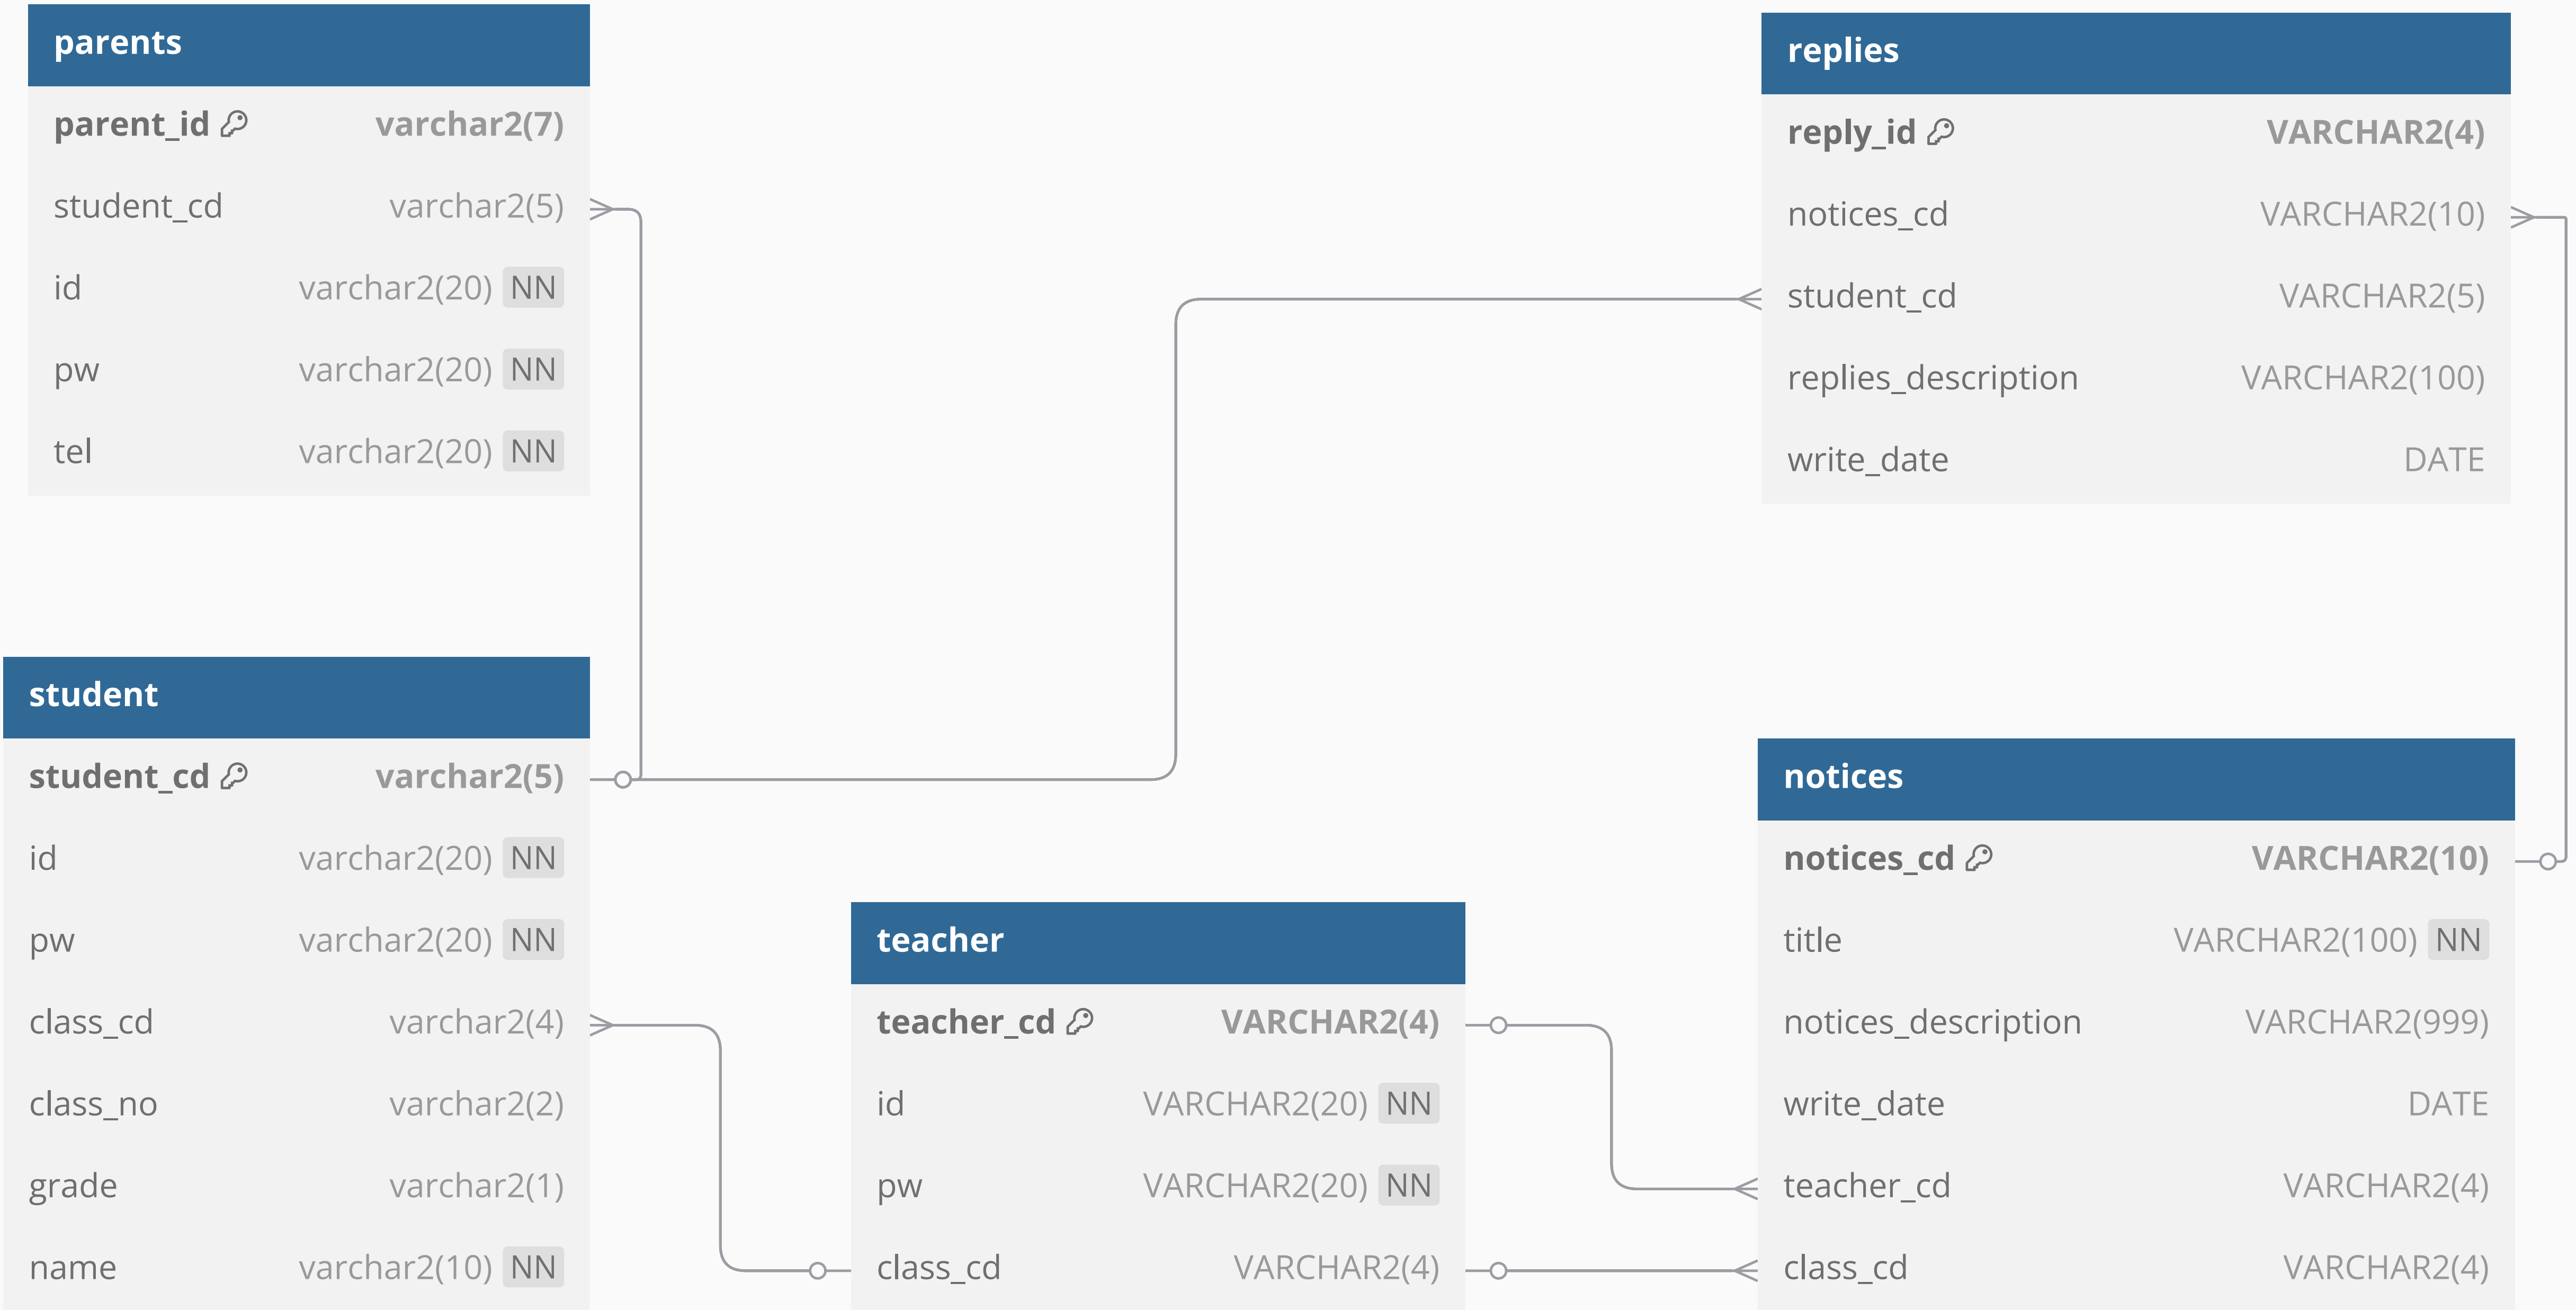 parents
parent_id varchar2(7)
student_cd varchar2(5)
id varchar2(20) NN
pw varchar2(20) NN
tel varchar2(20) NN
replies
reply_id VARCHAR2(4)
notices_cd VARCHAR2(10)
student_cd VARCHAR2(5)
replies_description VARCHAR2(100)
write_date DATE
student
student_cd varchar2(5)
id varchar2(20) NN
pw varchar2(20) NN
class_cd varchar2(4)
class_no varchar2(2)
grade varchar2(1)
name varchar2(10) NN
teacher
teacher_cd VARCHAR2(4)
id VARCHAR2(20) NN
pw VARCHAR2(20) NN
class_cd VARCHAR2(4)
notices
notices_cd VARCHAR2(10)
title VARCHAR2(100) NN
notices_description VARCHAR2(999)
write_date DATE
teacher_cd VARCHAR2(4)
class_cd VARCHAR2(4)